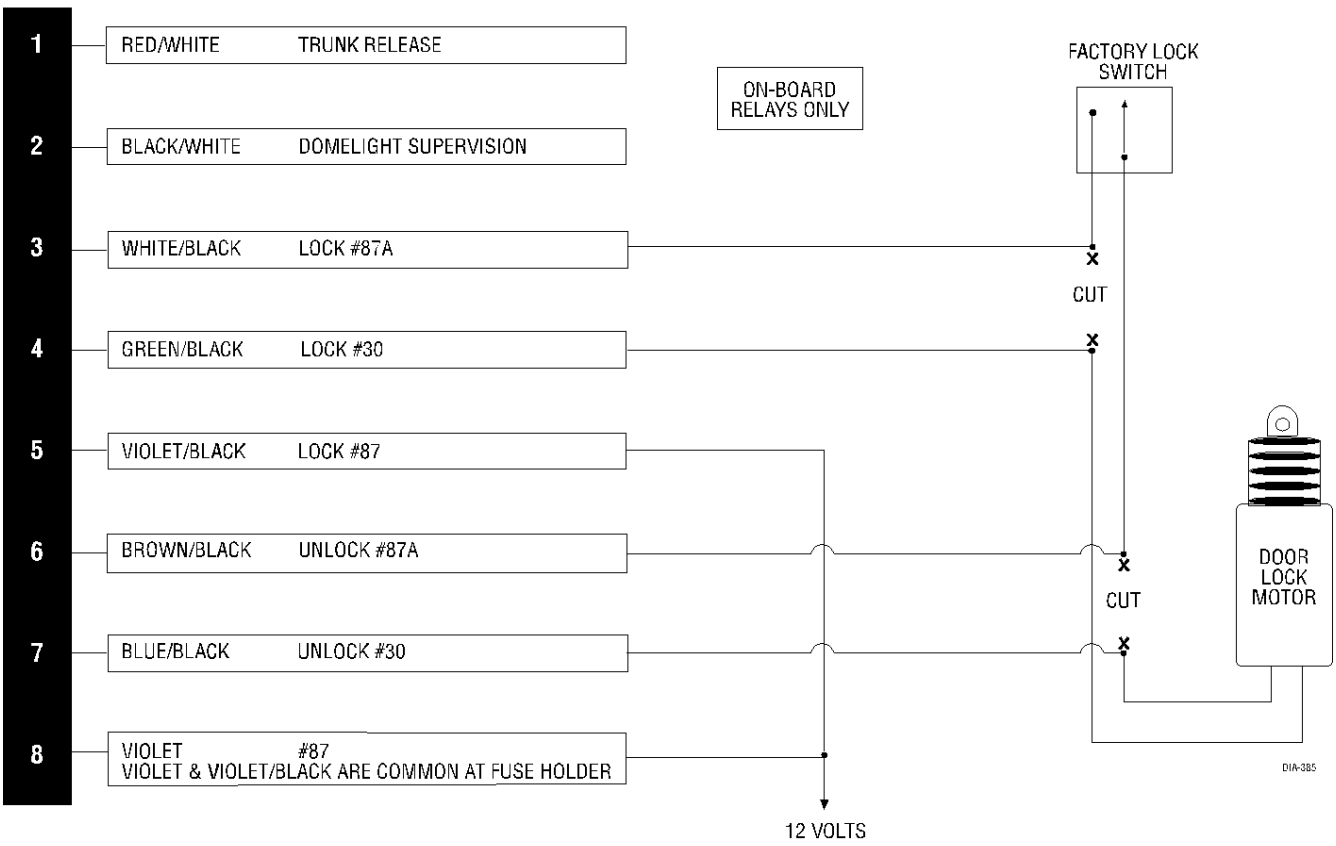 1 RED/WHITE TRUNK RELEASE
FACTORY LOCK
SWITCH
ON-BOARD
RELAYS ONLY
2 BLACK/WHITE DOMELIGHT SUPERVISION
3 WHITE/BLACK LOCK #87A
X
CUT
X
4 GREEN/BLACK LOCK #30
5 VIOLET/BLACK LOCK #87
6 BROWN/BLACK UNLOCK #87A
X
CUT
X
DOOR
LOCK
MOTOR
7 BLUE/BLACK UNLOCK #30
8 VIOLET #87
VIOLET & VIOLET/BLACK ARE COMMON AT FUSE HOLDER
DIA-385
12 VOLTS